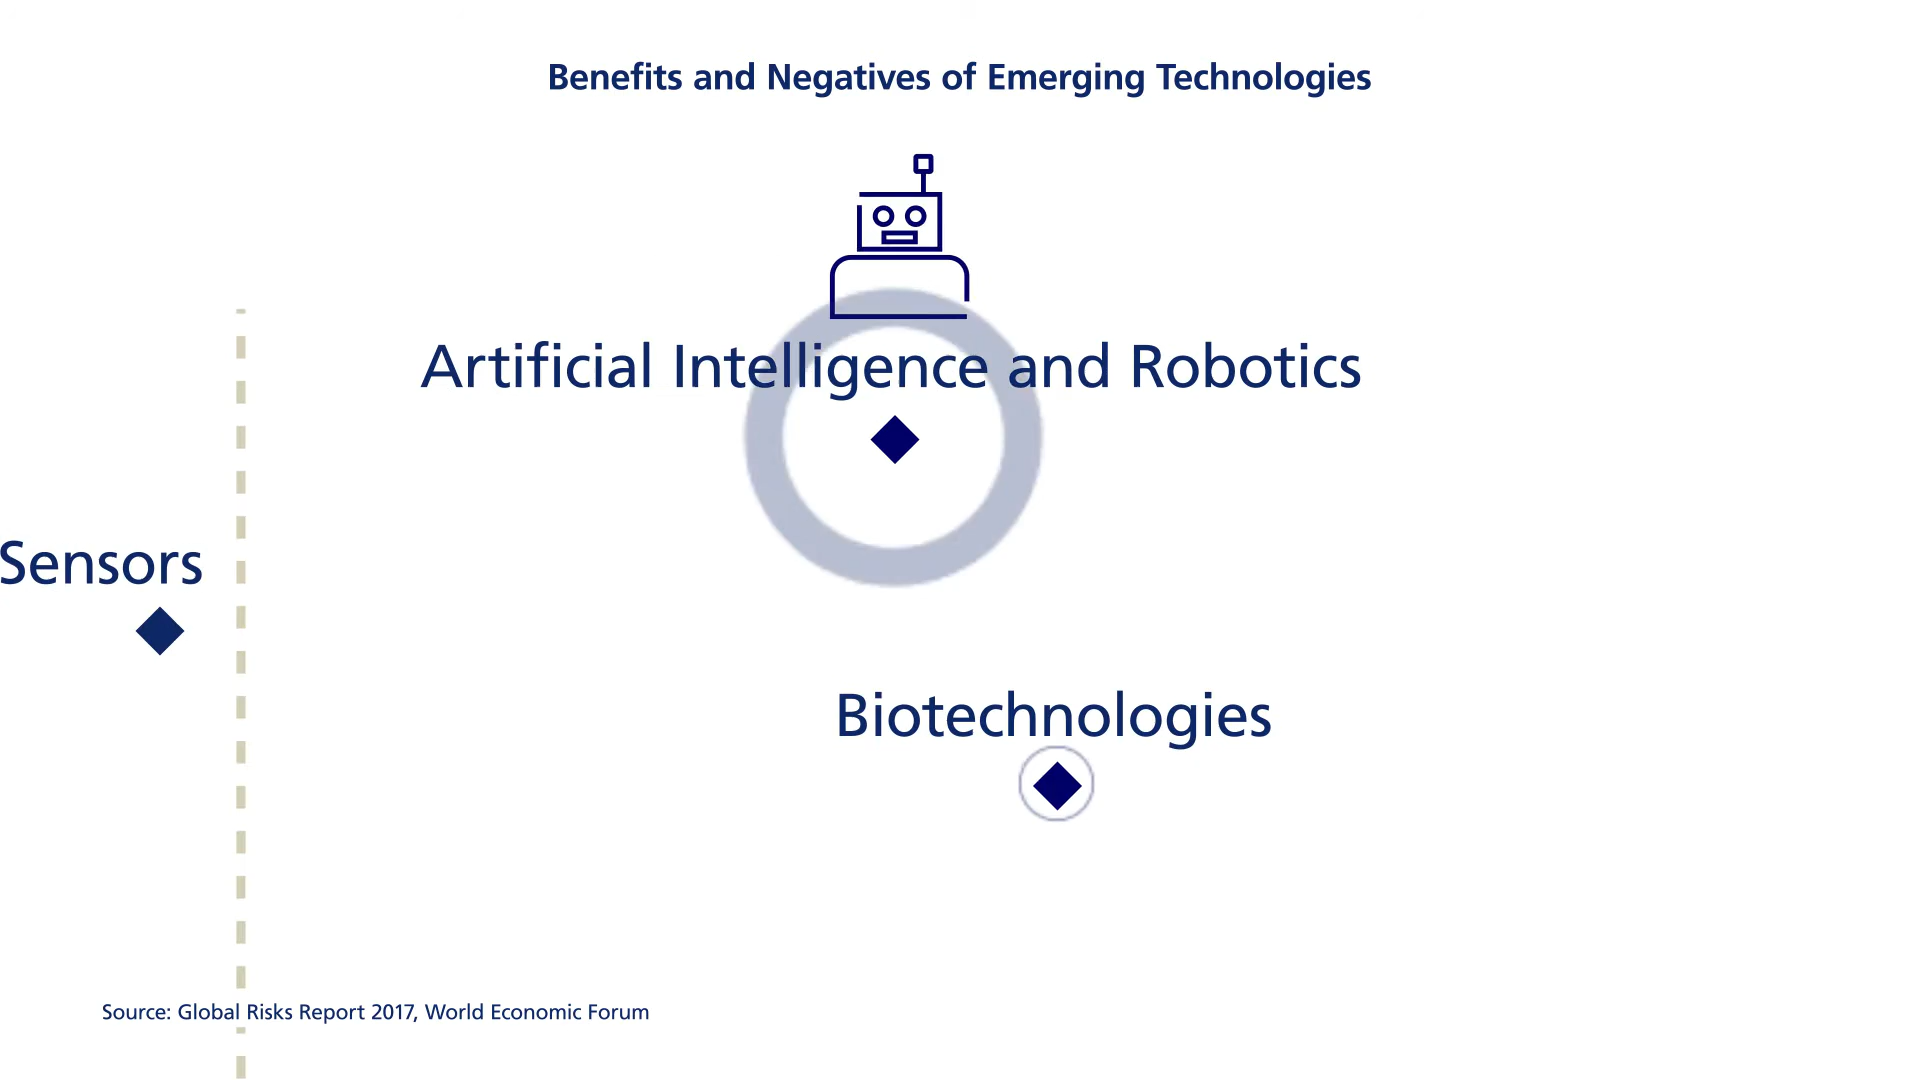 Benefits and Negatives of Emerging Technologies
Artificial Intelligence and Robotics
Sensors
Biotechnologies
Source: Global Risks Report 2017, World Economic Forum